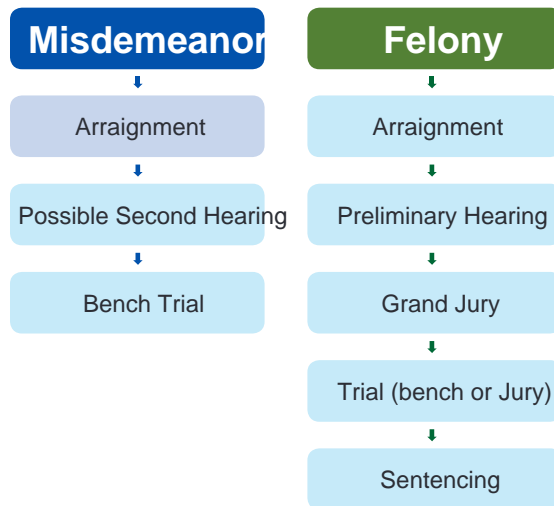 Misdemeanor
Arraignment
Possible Second Hearing
Bench Trial
Felony
Arraignment
Preliminary Hearing
Grand Jury
Trial (bench or Jury)
Sentencing